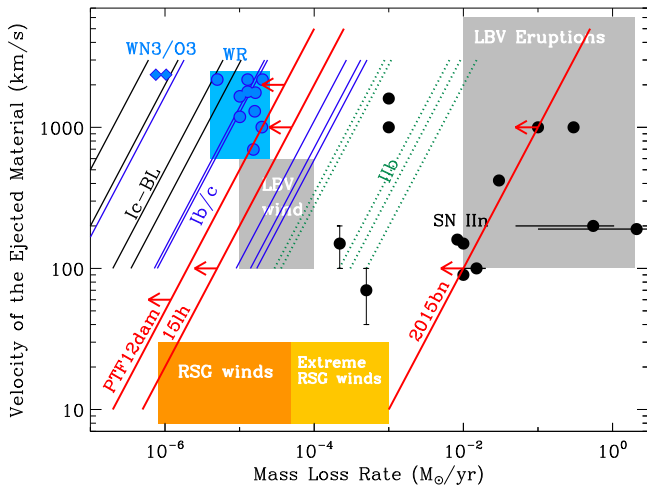 Velocity of the Ejected Material (km/s)
1000
100
10
WN3/O3
WR
LBV Eruptions
Ic-BL
Ib/c
LBV
wind
IIb
SN IIn
PTF12dam
15lh
2015bn
RSG winds
Extreme
RSG winds
10⁻⁶
10⁻⁴
10⁻²
10⁰
Mass Loss Rate (M⊙/yr)